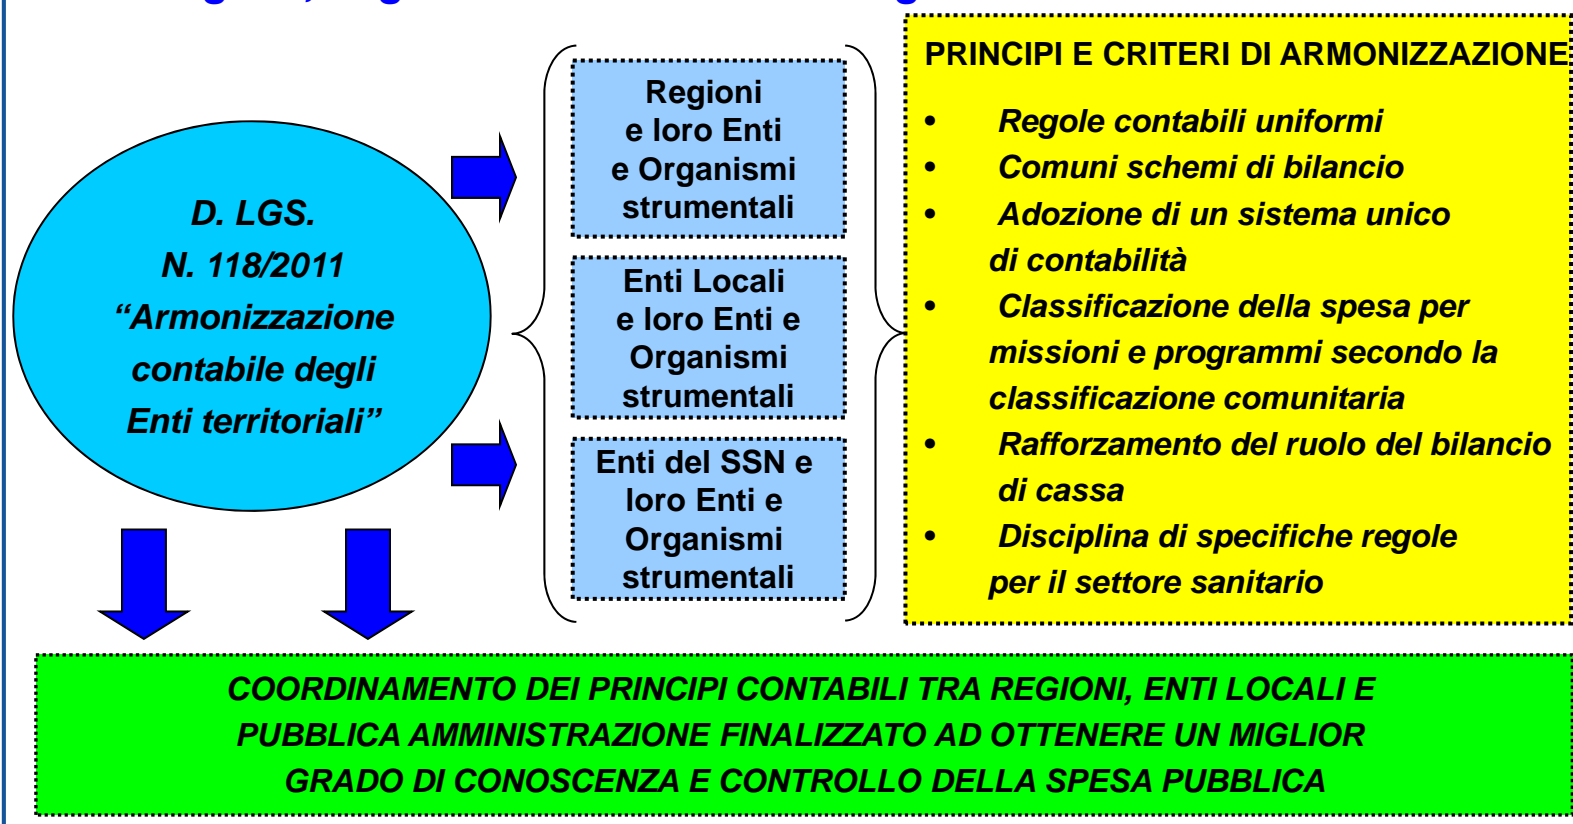 D. LGS.
N. 118/2011
“Armonizzazione
contabile degli
Enti territoriali”
Regioni
e loro Enti
e Organismi
strumentali
Enti Locali
e loro Enti e
Organismi
strumentali
Enti del SSN e
loro Enti e
Organismi
strumentali
PRINCIPI E CRITERI DI ARMONIZZAZIONE
• Regole contabili uniformi
• Comuni schemi di bilancio
• Adozione di un sistema unico
di contabilità
• Classificazione della spesa per
missioni e programmi secondo la
classificazione comunitaria
• Rafforzamento del ruolo del bilancio
di cassa
• Disciplina di specifiche regole
per il settore sanitario
COORDINAMENTO DEI PRINCIPI CONTABILI TRA REGIONI, ENTI LOCALI E
PUBBLICA AMMINISTRAZIONE FINALIZZATO AD OTTENERE UN MIGLIOR
GRADO DI CONOSCENZA E CONTROLLO DELLA SPESA PUBBLICA